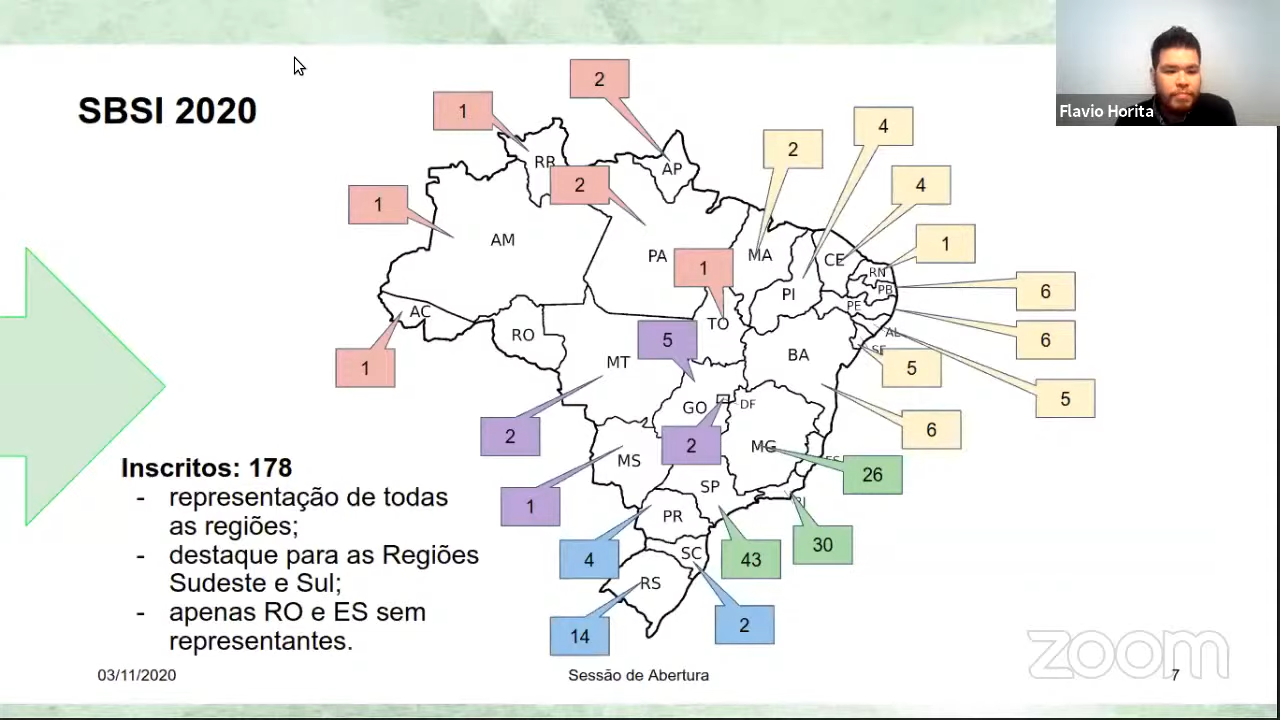 SBSI 2020
Flavio Horita
2
1
4
2
RR
AP
2
4
1
AM
PA
MA
CE
1
1
RN
PB
6
PI
PE
AC
TO
RO
5
AL
6
1
MT
BA
5
5
GO
DF
2
2
6
MS
MG
ES
26
Inscritos: 178
- representação de todas
as regiões;
- destaque para as Regiões
Sudeste e Sul;
- apenas RO e ES sem
representantes.
SP
1
PR
RJ
4
SC
43
30
RS
14
2
zoom
03/11/2020
Sessão de Abertura
7